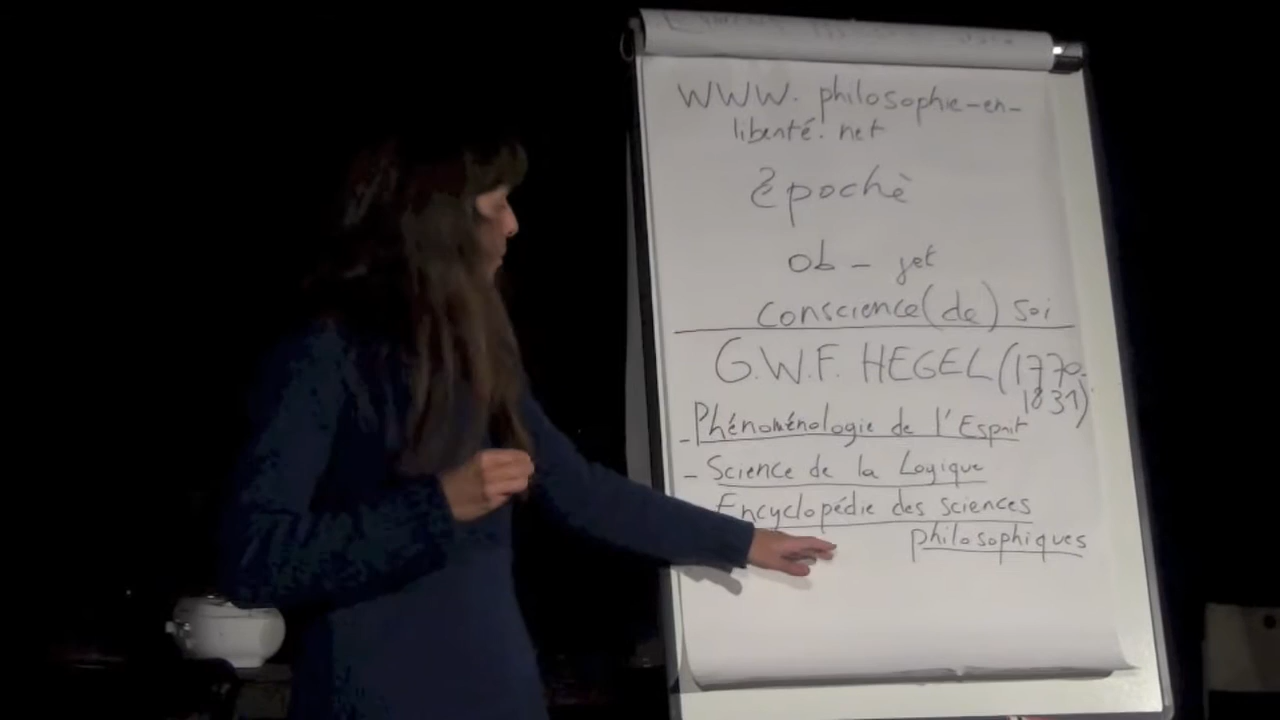 www. philosophie-en-
liberté.net
Epochè
ob - jet
conscience (de) soi
G.W.F. HEGEL (1770-
1831)
- Phénoménologie de l'Esprit
- Science de la Logique
Encyclopédie des sciences
philosophiques